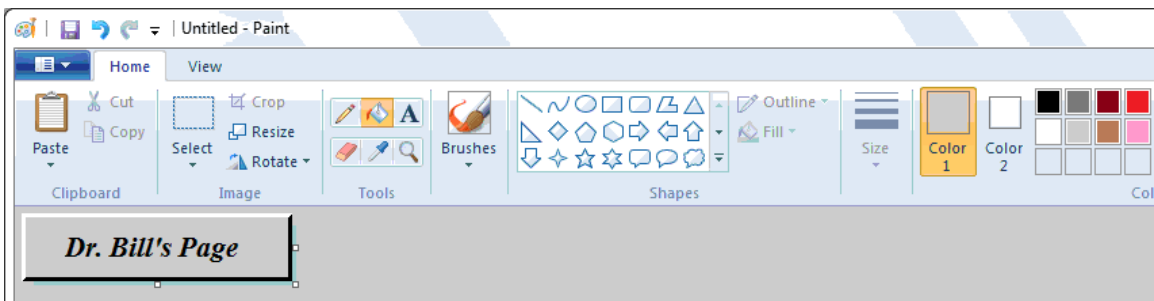 Untitled - Paint
Home View
Paste
Cut
Copy
Clipboard
Select
Crop
Resize
Rotate
Image
A
Tools
Brushes
Outline
Fill
Shapes
Size
Color 1
Color 2
Col
Dr. Bill's Page